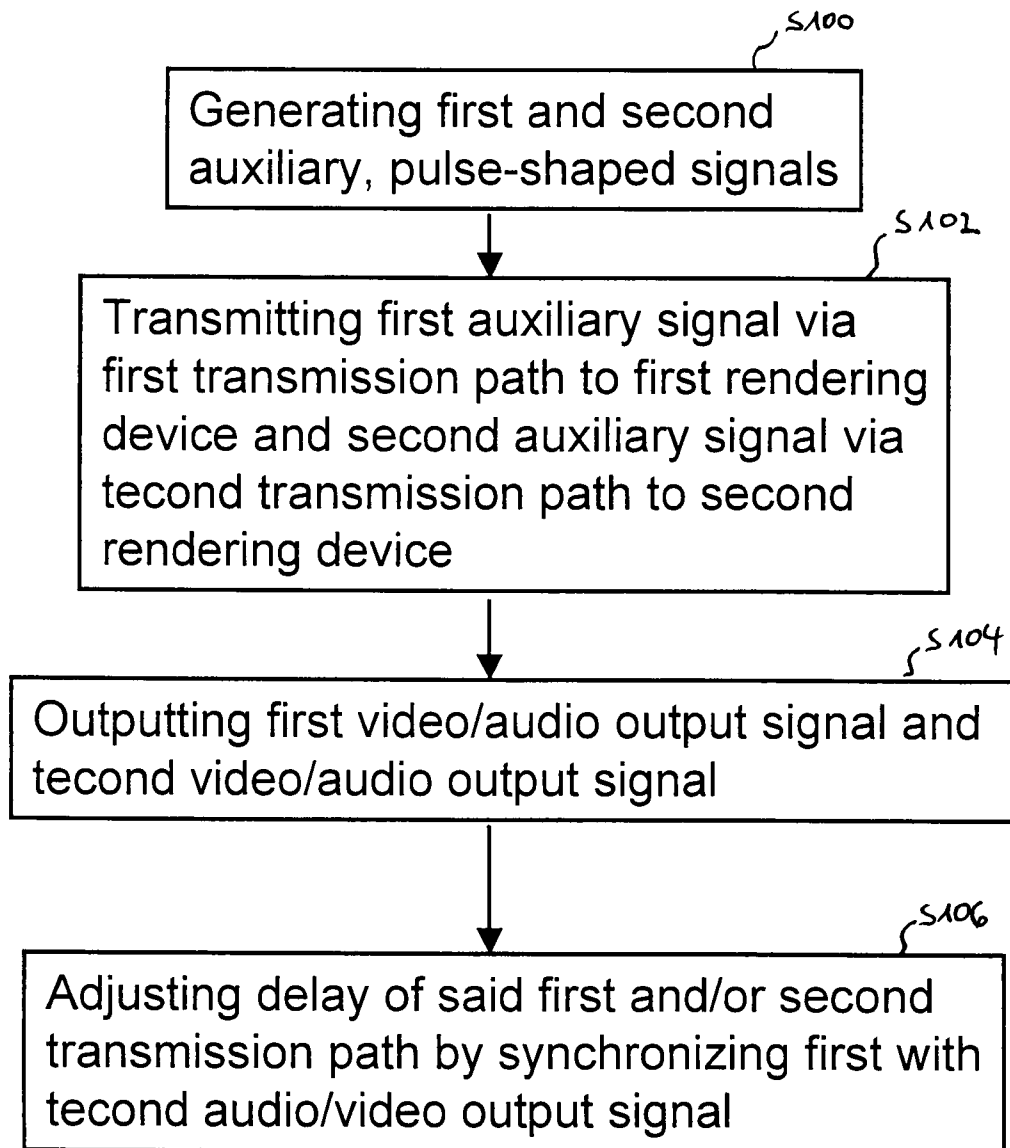 S100
Generating first and second
auxiliary, pulse-shaped signals
S102
Transmitting first auxiliary signal via
first transmission path to first rendering
device and second auxiliary signal via
tecond transmission path to second
rendering device
S104
Outputting first video/audio output signal and
tecond video/audio output signal
S106
Adjusting delay of said first and/or second
transmission path by synchronizing first with
tecond audio/video output signal